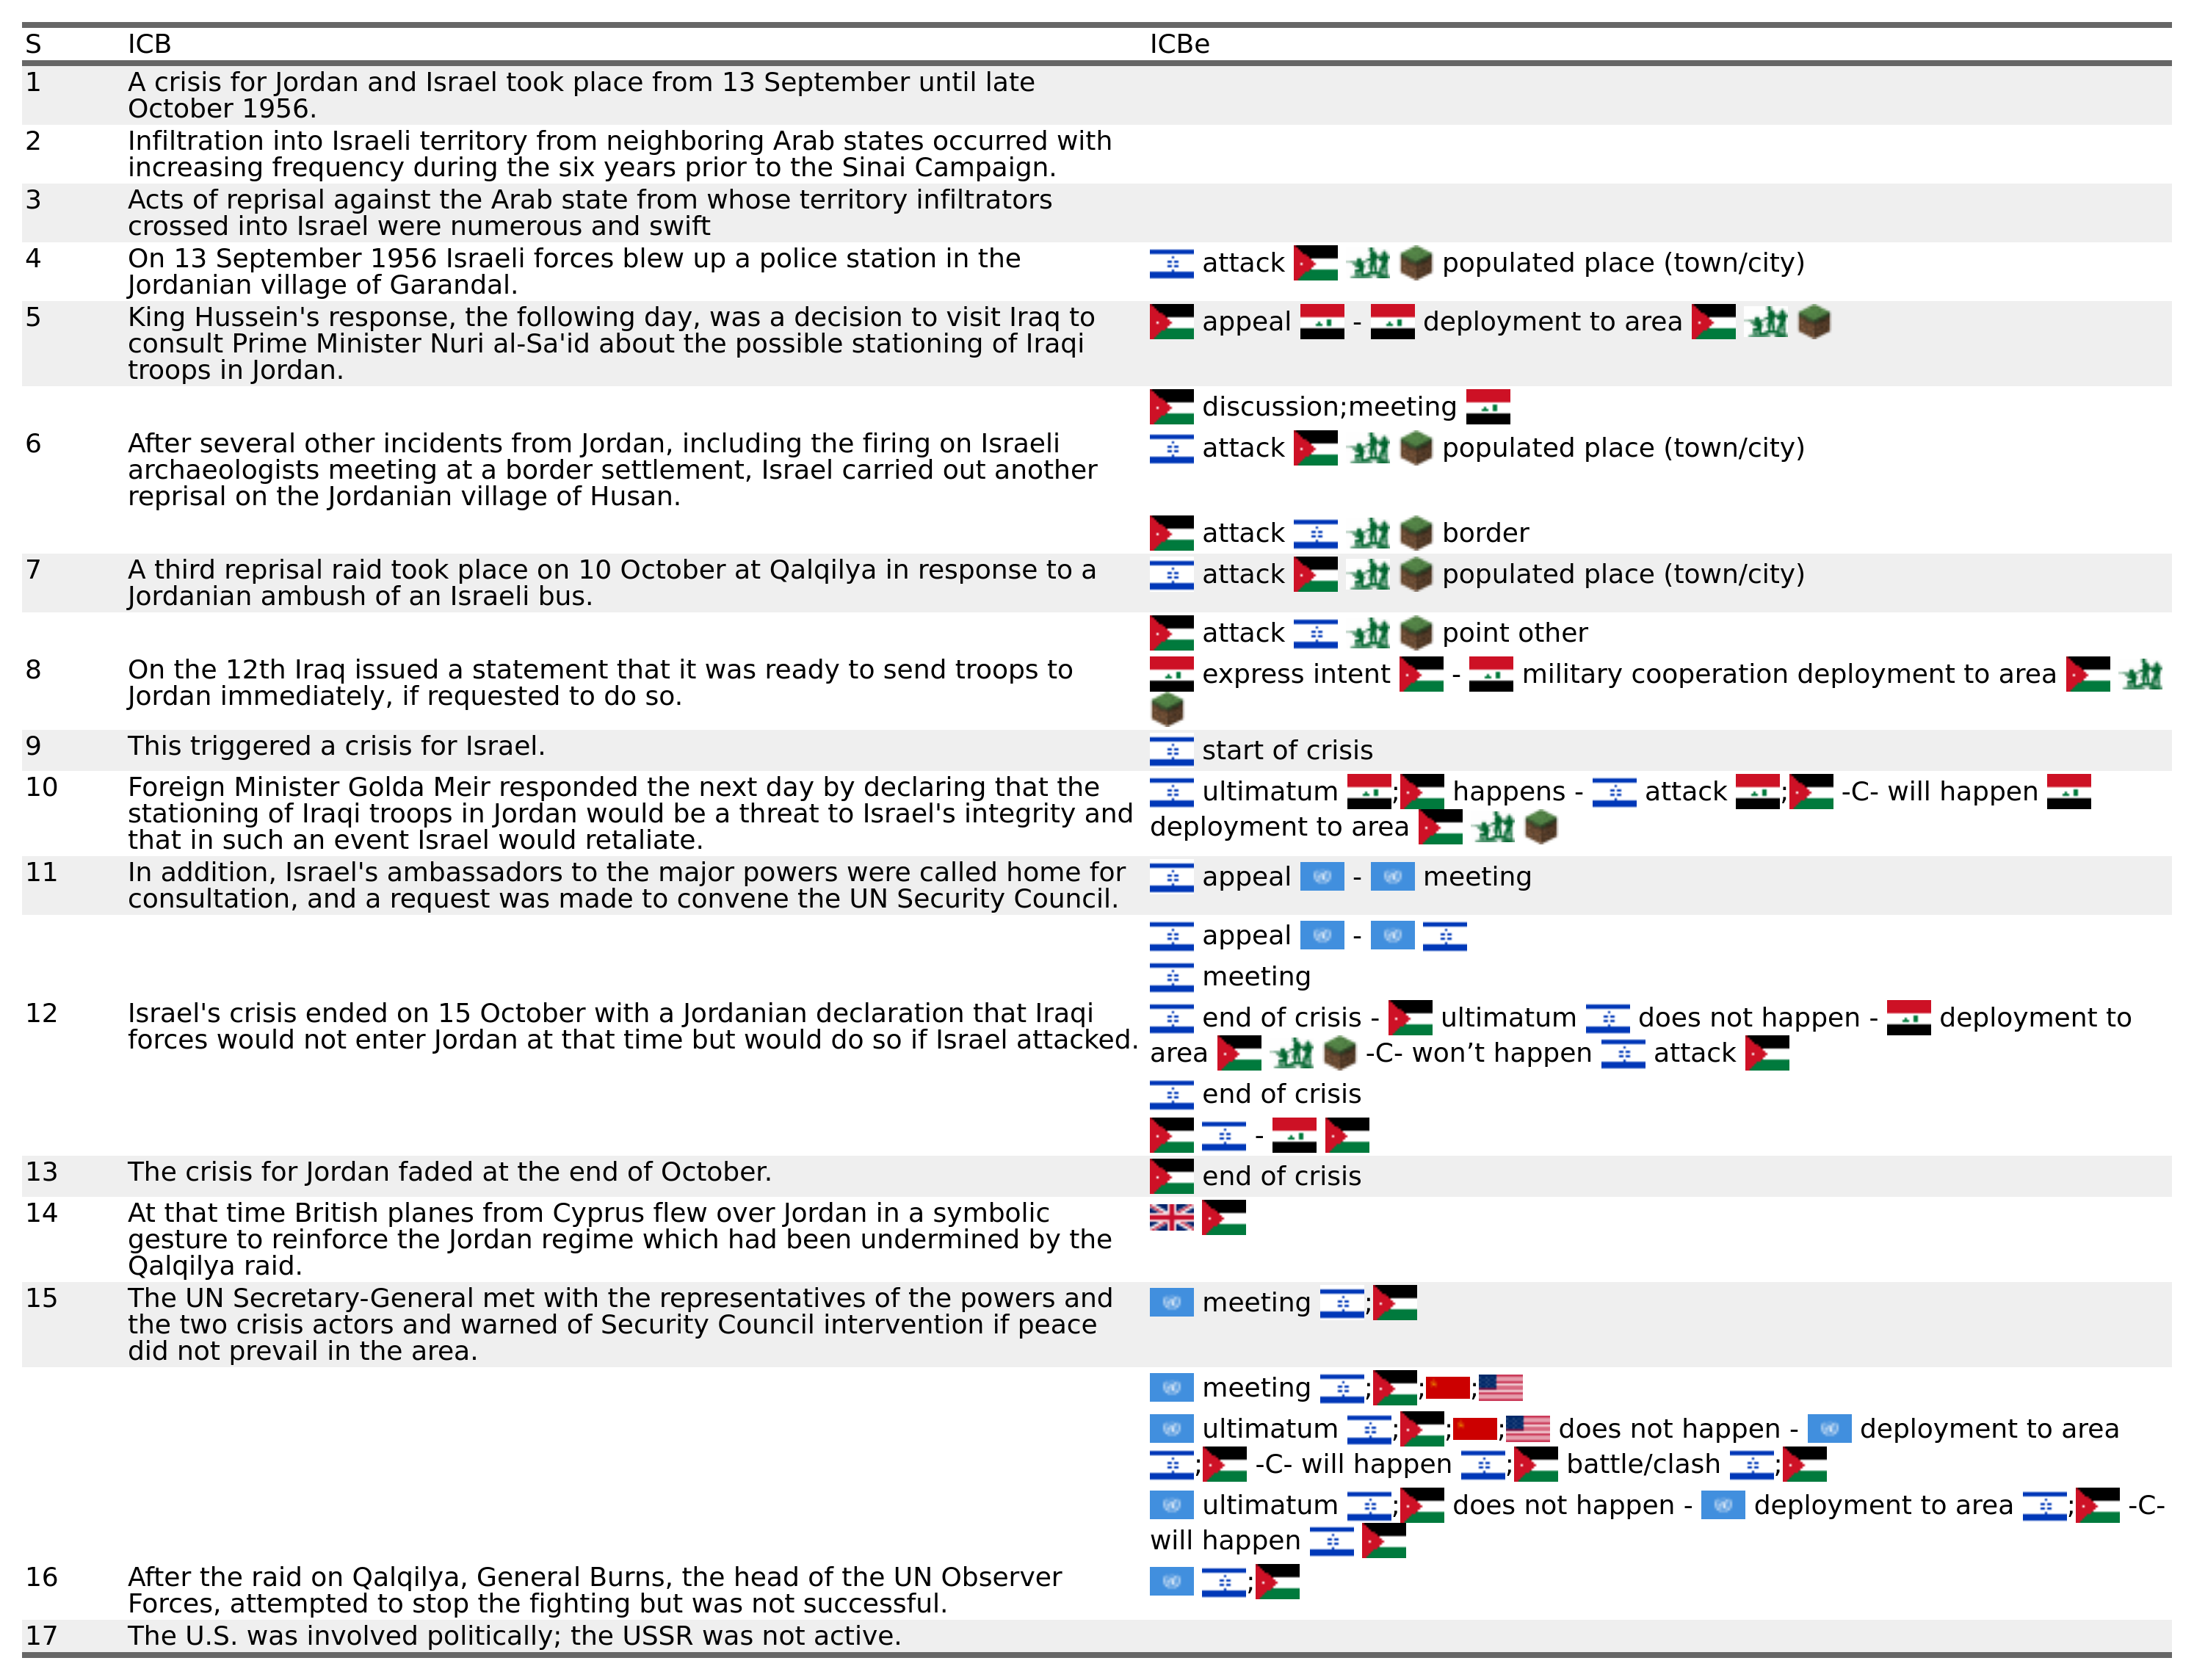 S ICB ICBe
1 A crisis for Jordan and Israel took place from 13 September until late
October 1956.
2 Infiltration into Israeli territory from neighboring Arab states occurred with
increasing frequency during the six years prior to the Sinai Campaign.
3 Acts of reprisal against the Arab state from whose territory infiltrators
crossed into Israel were numerous and swift
4 On 13 September 1956 Israeli forces blew up a police station in the
Jordanian village of Garandal.
attack populated place (town/city)
5 King Hussein's response, the following day, was a decision to visit Iraq to
consult Prime Minister Nuri al-Sa'id about the possible stationing of Iraqi
troops in Jordan.
appeal - deployment to area
discussion;meeting
6 After several other incidents from Jordan, including the firing on Israeli
archaeologists meeting at a border settlement, Israel carried out another
reprisal on the Jordanian village of Husan.
attack populated place (town/city)
attack border
7 A third reprisal raid took place on 10 October at Qalqilya in response to a
Jordanian ambush of an Israeli bus.
attack populated place (town/city)
attack point other
8 On the 12th Iraq issued a statement that it was ready to send troops to
Jordan immediately, if requested to do so.
express intent - military cooperation deployment to area
9 This triggered a crisis for Israel.
start of crisis
10 Foreign Minister Golda Meir responded the next day by declaring that the
stationing of Iraqi troops in Jordan would be a threat to Israel's integrity and
that in such an event Israel would retaliate.
ultimatum ; happens - attack ; -C- will happen
deployment to area
11 In addition, Israel's ambassadors to the major powers were called home for
consultation, and a request was made to convene the UN Security Council.
appeal - meeting
appeal -
meeting
12 Israel's crisis ended on 15 October with a Jordanian declaration that Iraqi
forces would not enter Jordan at that time but would do so if Israel attacked.
end of crisis - ultimatum does not happen - deployment to
area -C- won’t happen attack
end of crisis
-
13 The crisis for Jordan faded at the end of October.
end of crisis
14 At that time British planes from Cyprus flew over Jordan in a symbolic
gesture to reinforce the Jordan regime which had been undermined by the
Qalqilya raid.
15 The UN Secretary-General met with the representatives of the powers and
the two crisis actors and warned of Security Council intervention if peace
did not prevail in the area.
meeting ;
meeting ; ; ;
ultimatum ; ; ; does not happen - deployment to area
; -C- will happen ; battle/clash ;
ultimatum ; does not happen - deployment to area ; -C-
will happen
16 After the raid on Qalqilya, General Burns, the head of the UN Observer
Forces, attempted to stop the fighting but was not successful.
;
17 The U.S. was involved politically; the USSR was not active.